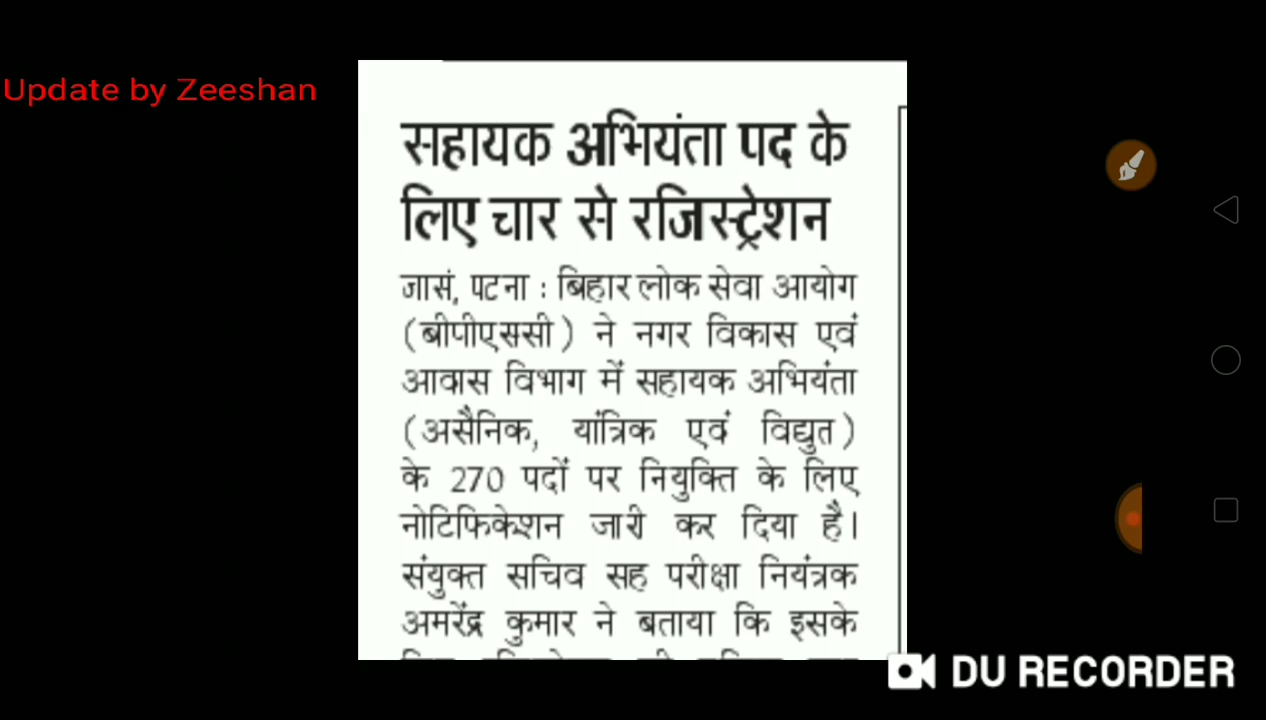 Update by Zeeshan
सहायक अभियंता पद के
लिए चार से रजिस्ट्रेशन
जासं, पटना : बिहार लोक सेवा आयोग
(बीपीएससी) ने नगर विकास एवं
आवास विभाग में सहायक अभियंता
(असैनिक, यांत्रिक एवं विद्युत)
के 270 पदों पर नियुक्ति के लिए
नोटिफिकेशन जारी कर दिया है।
संयुक्त सचिव सह परीक्षा नियंत्रक
अमरेंद्र कुमार ने बताया कि इसके
DU RECORDER